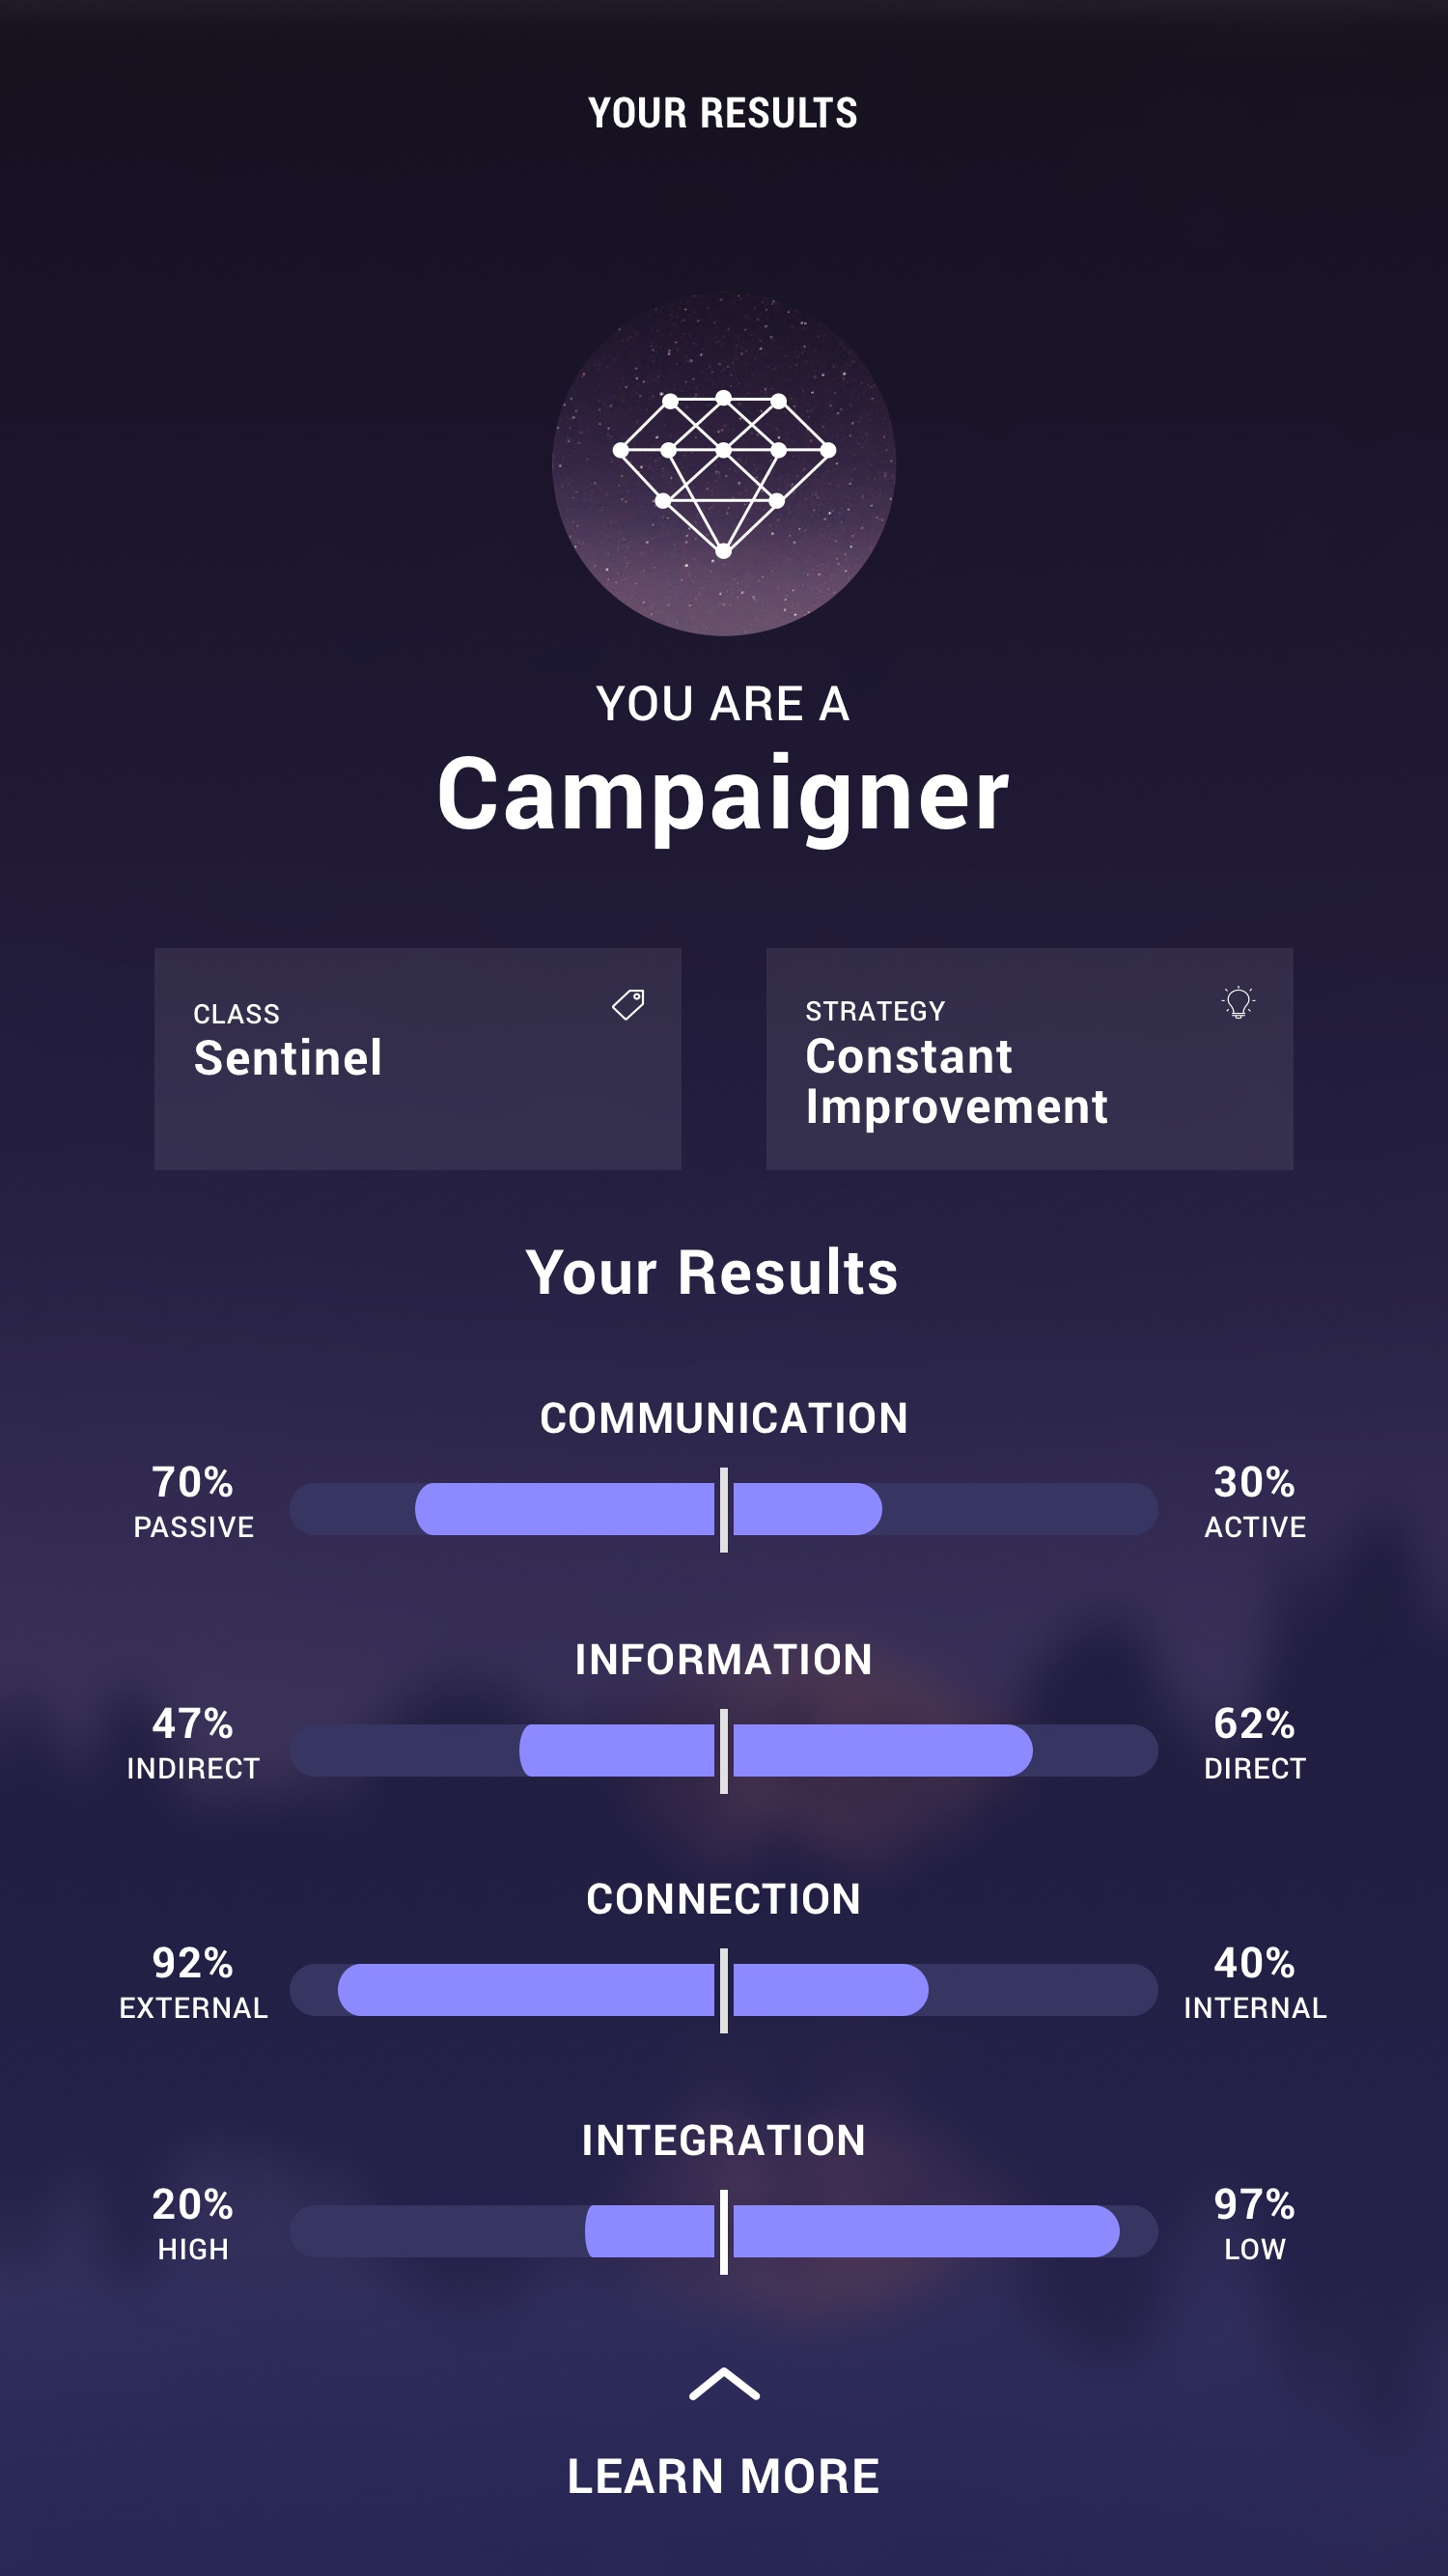 YOUR RESULTS
YOU ARE A
Campaigner
CLASS
Sentinel
STRATEGY
Constant
Improvement
Your Results
COMMUNICATION
70%
PASSIVE
30%
ACTIVE
INFORMATION
47%
INDIRECT
62%
DIRECT
CONNECTION
92%
EXTERNAL
40%
INTERNAL
INTEGRATION
20%
HIGH
97%
LOW
LEARN MORE